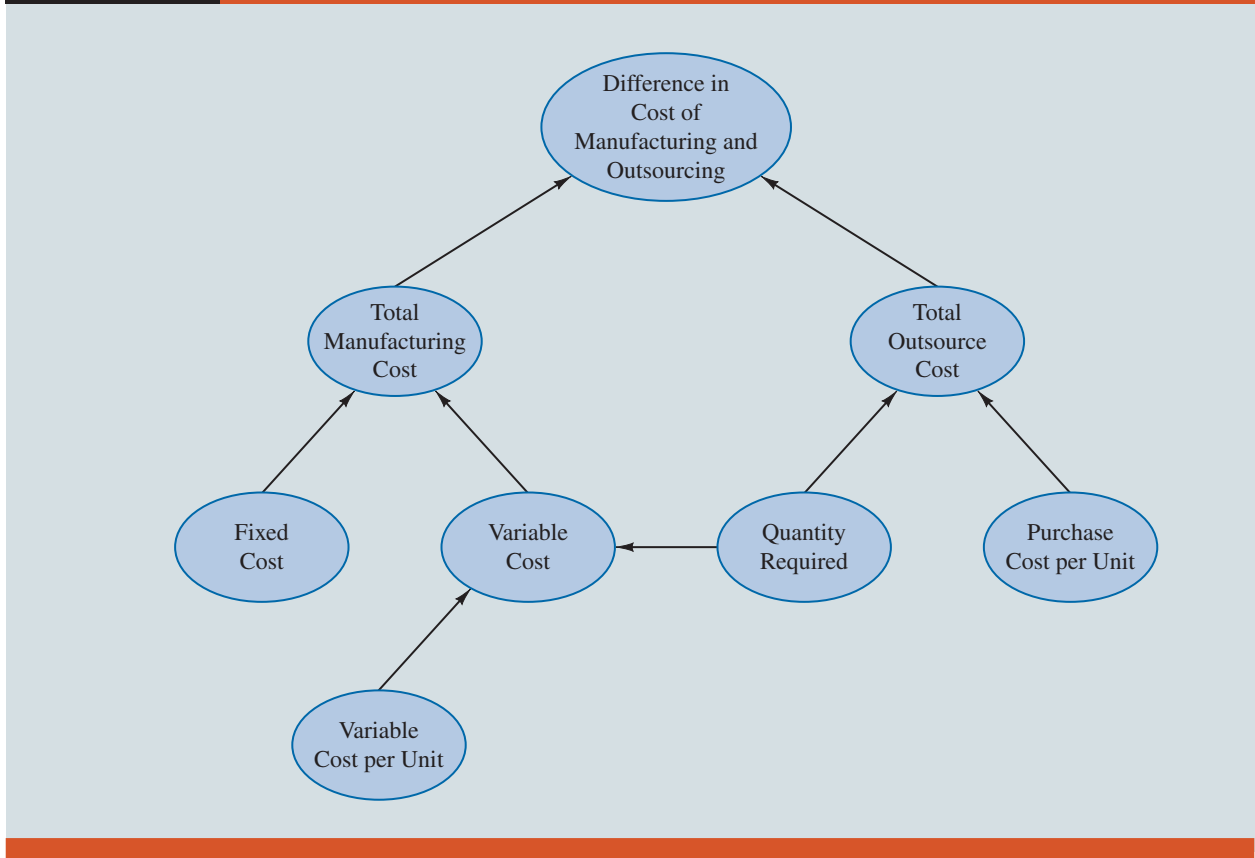 Difference in
Cost of
Manufacturing and
Outsourcing
Total
Manufacturing
Cost
Total
Outsource
Cost
Fixed
Cost
Variable
Cost
Quantity
Required
Purchase
Cost per Unit
Variable
Cost per Unit